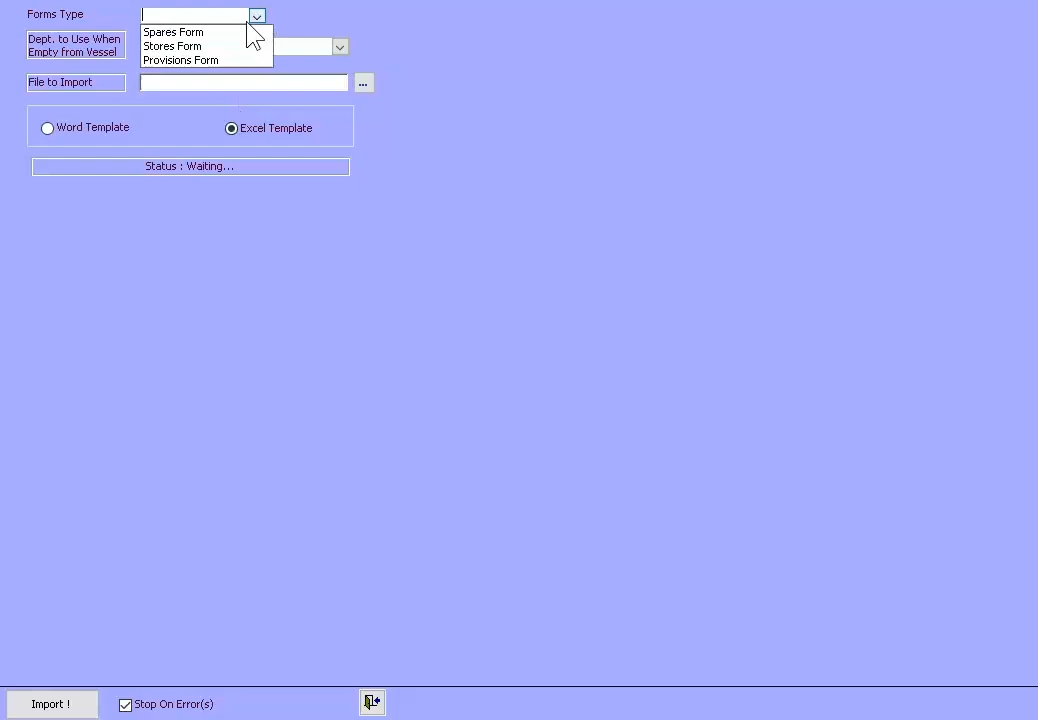 Forms Type
Spares Form
Stores Form
Provisions Form
Dept. to Use When
Empty from Vessel
File to Import
...
Word Template
Excel Template
Status : Waiting...
Import !
Stop On Error(s)